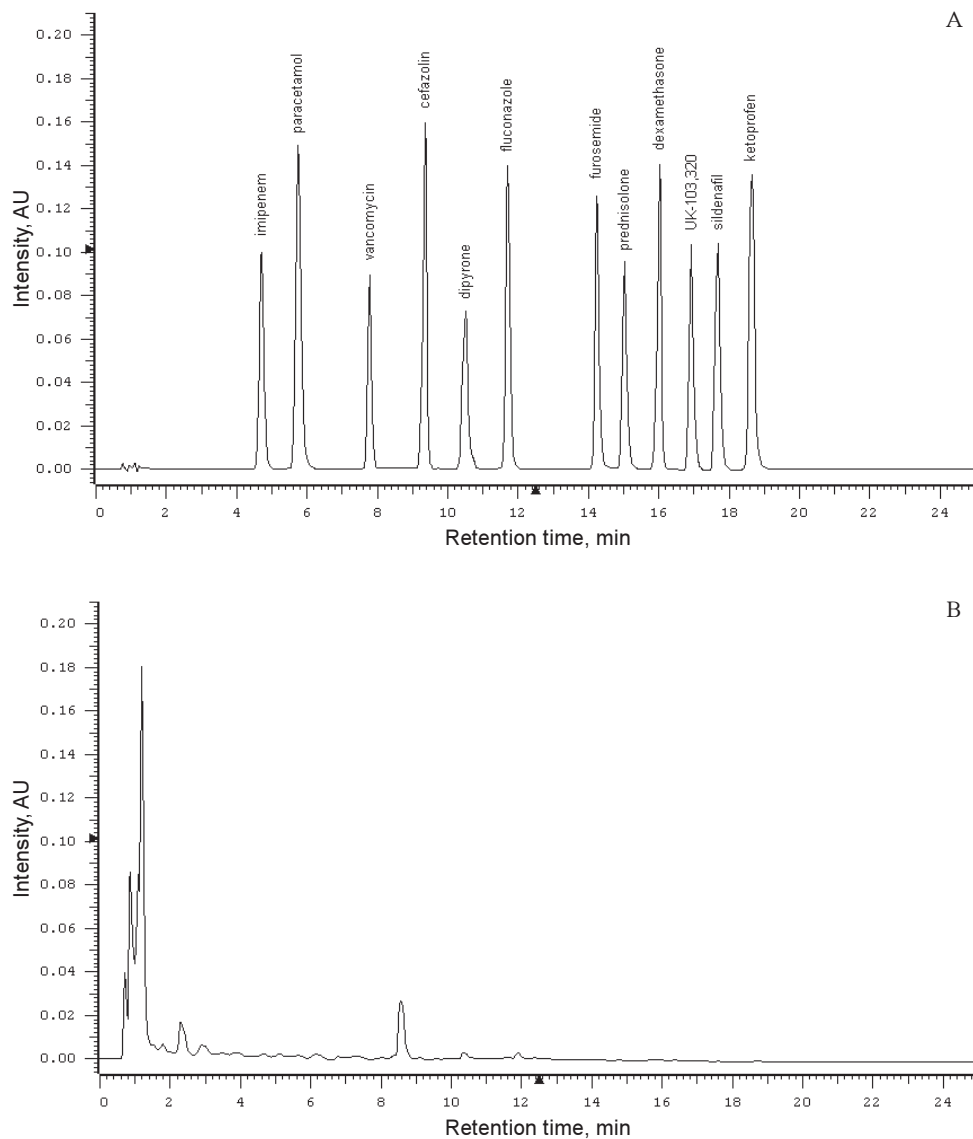 A
0.20
0.18
0.16
0.14
0.12
0.10
0.08
0.06
0.04
0.02
0.00
Intensity, AU
imipenem
paracetamol
vancomycin
cefazolin
dipyrone
fluconazole
furosemide
prednisolone
dexamethasone
UK-103,320
sildenafil
ketoprofen
0 2 4 6 8 10 12 14 16 18 20 22 24
Retention time, min
B
0.20
0.18
0.16
0.14
0.12
0.10
0.08
0.06
0.04
0.02
0.00
Intensity, AU
0 2 4 6 8 10 12 14 16 18 20 22 24
Retention time, min